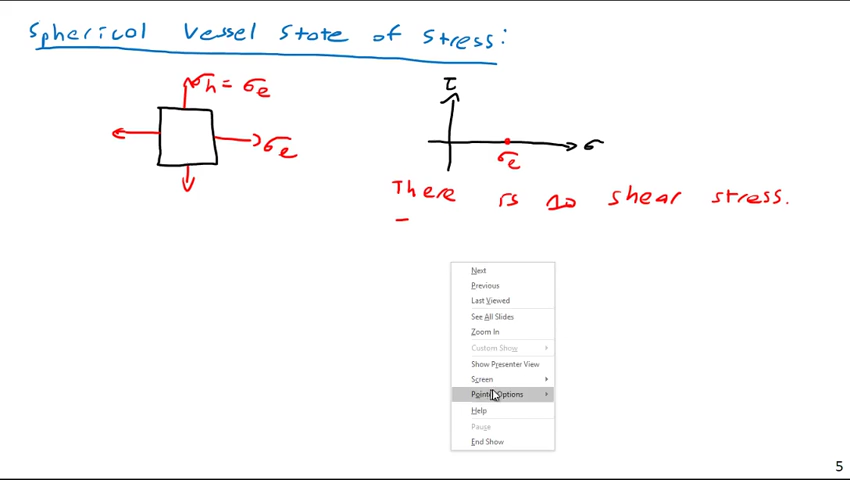 Spherical Vessel State of Stress:
σh = σe
σe
τ
σ
σe
There is no shear stress.
Next
Previous
Last Viewed
See All Slides
Zoom In
Custom Show
Show Presenter View
Screen
Pointer Options
Help
Pause
End Show
5